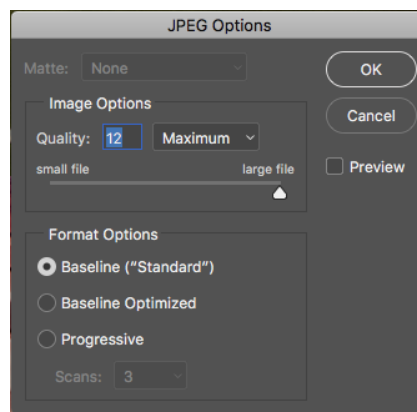 JPEG Options
Matte: None
OK
Image Options
Cancel
Quality: 12 Maximum
small file large file
Preview
Format Options
Baseline (“Standard”)
Baseline Optimized
Progressive
Scans: 3